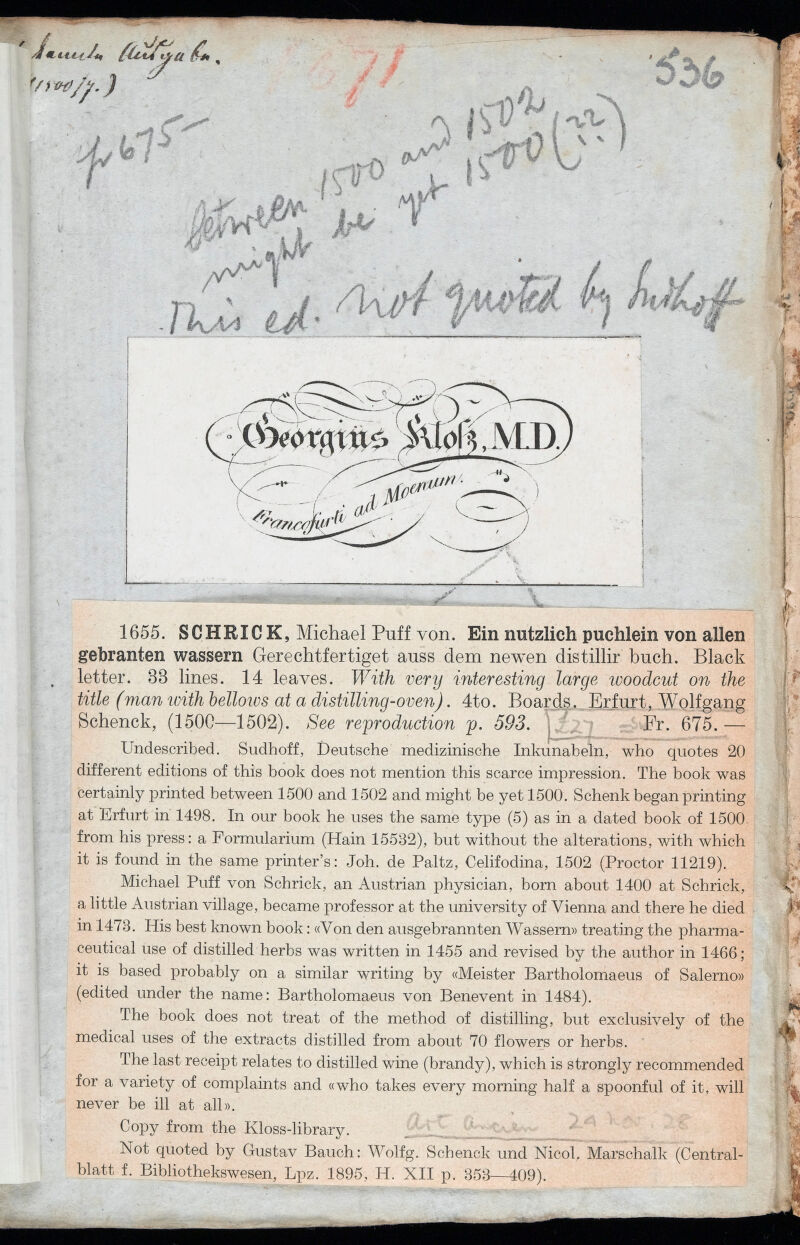 Ausgabe.
(1500/7.)
671
536
fr 675—
between 1500 and 1502
might be yet 1500 (??)
This ed. not quoted by Sudhoff
Georgius Kloſz, M.D.
Francofurti ad Moenum.
1655. SCHRICK, Michael Puff von. Ein nutzlich puchlein von allen
gebranten wassern Gerechtfertiget auss dem newen distillir buch. Black
letter. 33 lines. 14 leaves. With very interesting large woodcut on the
title (man with bellows at a distilling-oven). 4to. Boards. Erfurt, Wolfgang
Schenck, (1500—1502). See reproduction p. 593. £27 = Fr. 675. —
Undescribed. Sudhoff, Deutsche medizinische Inkunabeln, who quotes 20
different editions of this book does not mention this scarce impression. The book was
certainly printed between 1500 and 1502 and might be yet 1500. Schenk began printing
at Erfurt in 1498. In our book he uses the same type (5) as in a dated book of 1500
from his press: a Formularium (Hain 15532), but without the alterations, with which
it is found in the same printer's: Joh. de Paltz, Celifodina, 1502 (Proctor 11219).
Michael Puff von Schrick, an Austrian physician, born about 1400 at Schrick,
a little Austrian village, became professor at the university of Vienna and there he died
in 1473. His best known book: «Von den ausgebrannten Wassern» treating the pharma-
ceutical use of distilled herbs was written in 1455 and revised by the author in 1466;
it is based probably on a similar writing by «Meister Bartholomaeus of Salerno»
(edited under the name: Bartholomaeus von Benevent in 1484).
The book does not treat of the method of distilling, but exclusively of the
medical uses of the extracts distilled from about 70 flowers or herbs.
The last receipt relates to distilled wine (brandy), which is strongly recommended
for a variety of complaints and «who takes every morning half a spoonful of it, will
never be ill at all».
Copy from the Kloss-library. Art Ancien 29 Nov. 28
Not quoted by Gustav Bauch: Wolfg. Schenck und Nicol. Marschalk (Central-
blatt f. Bibliothekswesen, Lpz. 1895, H. XII p. 353—409).